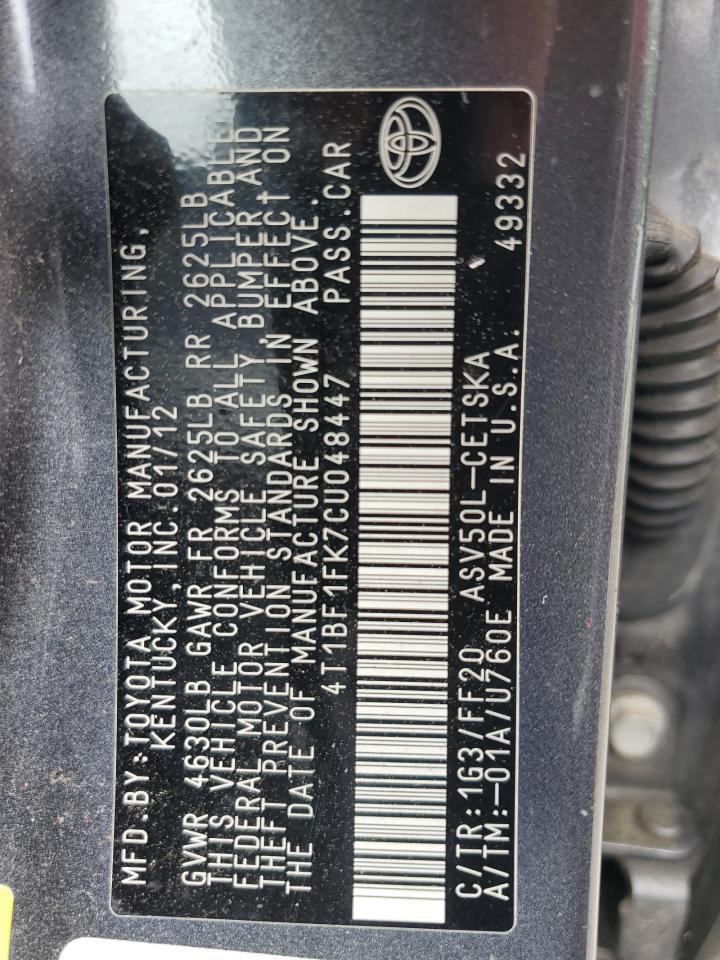 MFD.BY:TOYOTA MOTOR MANUFACTURING,
KENTUCKY, INC.01/12
GVWR 4630LB GAWR FR 2625LB RR 2625LB
THIS VEHICLE CONFORMS TO ALL APPLICABLE
FEDERAL MOTOR VEHICLE SAFETY, BUMPER AND
THEFT PREVENTION STANDARDS IN EFFECT ON
THE DATE OF MANUFACTURE SHOWN ABOVE.
4T1BF1FK7CU048447 PASS.CAR
C/TR:1G3/FF20 ASV50L-CETSKA
A/TM:-01A/U760E MADE IN U.S.A. 49332